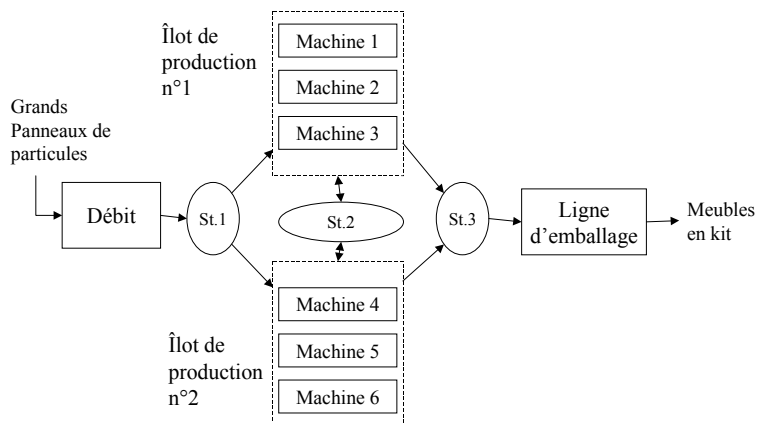 Îlot de
production
n°1
Machine 1
Machine 2
Machine 3
Grands
Panneaux de
particules
Débit
St.1
St.2
St.3
Ligne
d’emballage
Meubles
en kit
Îlot de
production
n°2
Machine 4
Machine 5
Machine 6